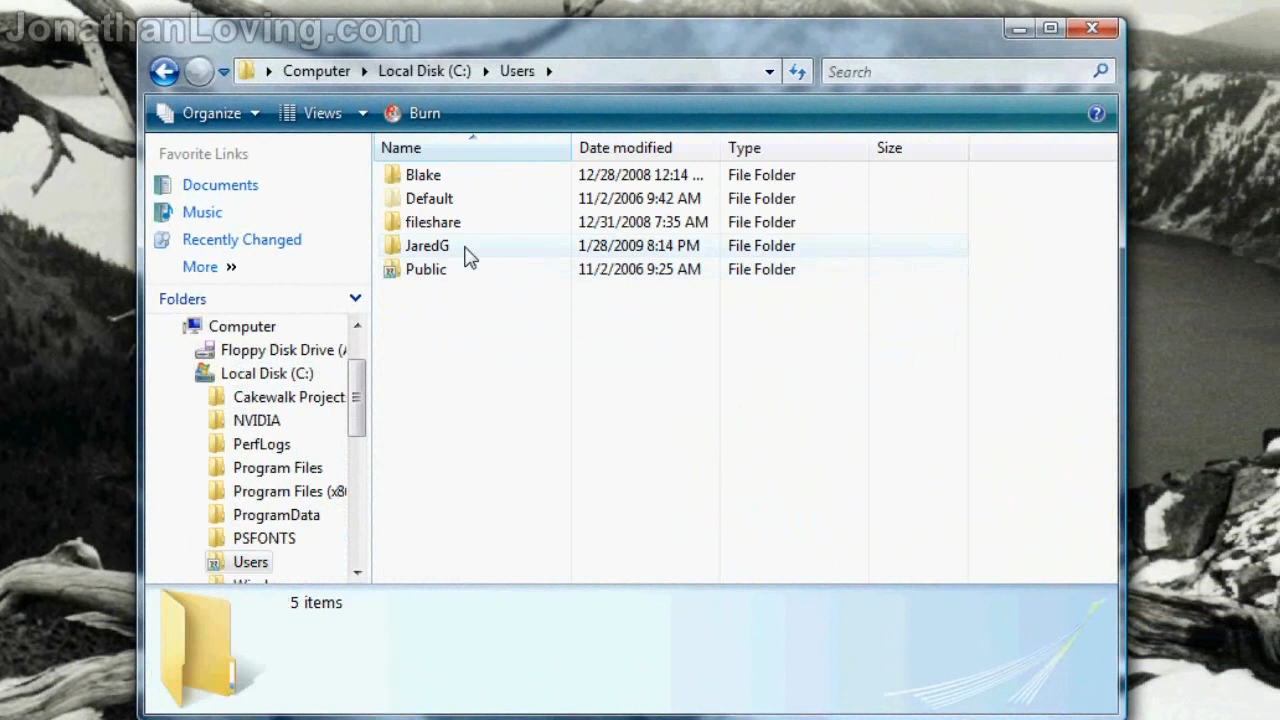 JonathanLoving.com
Computer Local Disk (C:) Users
Search
Organize Views Burn
Favorite Links
Documents
Music
Recently Changed
More »
Folders
Computer
Floppy Disk Drive (A
Local Disk (C:)
Cakewalk Project
NVIDIA
PerfLogs
Program Files
Program Files (x86
ProgramData
PSFONTS
Users
Name Date modified Type Size
Blake 12/28/2008 12:14 ... File Folder
Default 11/2/2006 9:42 AM File Folder
fileshare 12/31/2008 7:35 AM File Folder
JaredG 1/28/2009 8:14 PM File Folder
Public 11/2/2006 9:25 AM File Folder
5 items